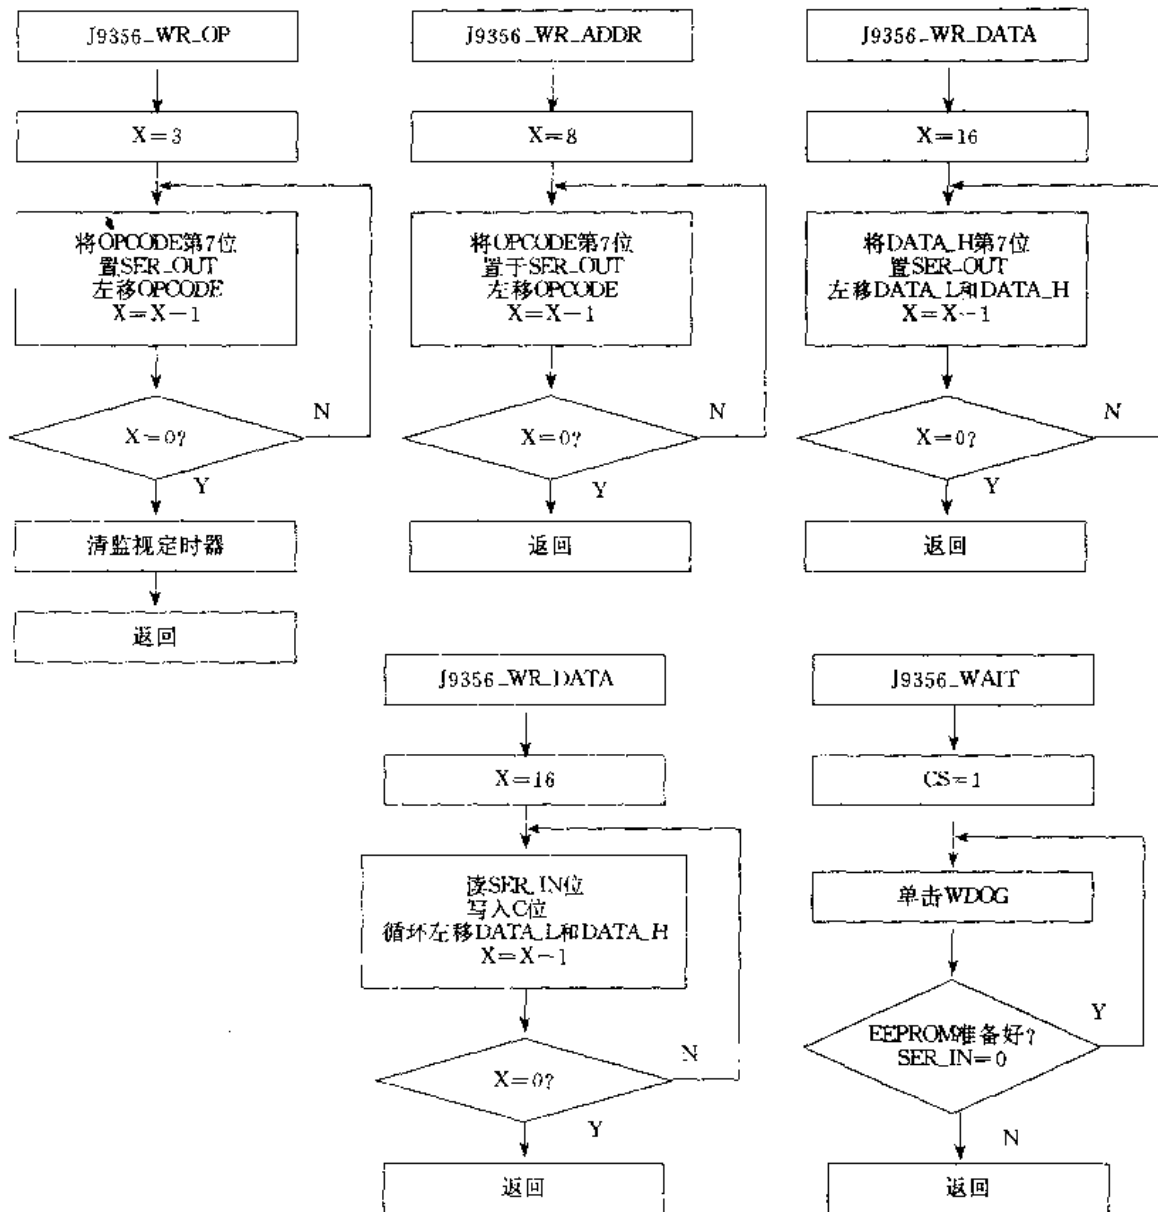 J9356_WR_OP
X=3
将OPCODE第7位
置SER_OUT
左移OPCODE
X=X-1
X=0?
N
Y
清监视定时器
返回
J9356_WR_ADDR
X=8
将OPCODE第7位
置于SER_OUT
左移OPCODE
X=X-1
X=0?
N
Y
返回
J9356_WR_DATA
X=16
将DATA_H第7位
置SER_OUT
左移DATA_L和DATA_H
X=X-1
X=0?
N
Y
返回
J9356_WR_DATA
X=16
读SER_IN位
写入C位
循环左移DATA_L和DATA_H
X=X-1
X=0?
N
Y
返回
J9356_WAIT
CS=1
单击WDOG
EEPROM准备好?
SER_IN=0
Y
N
返回